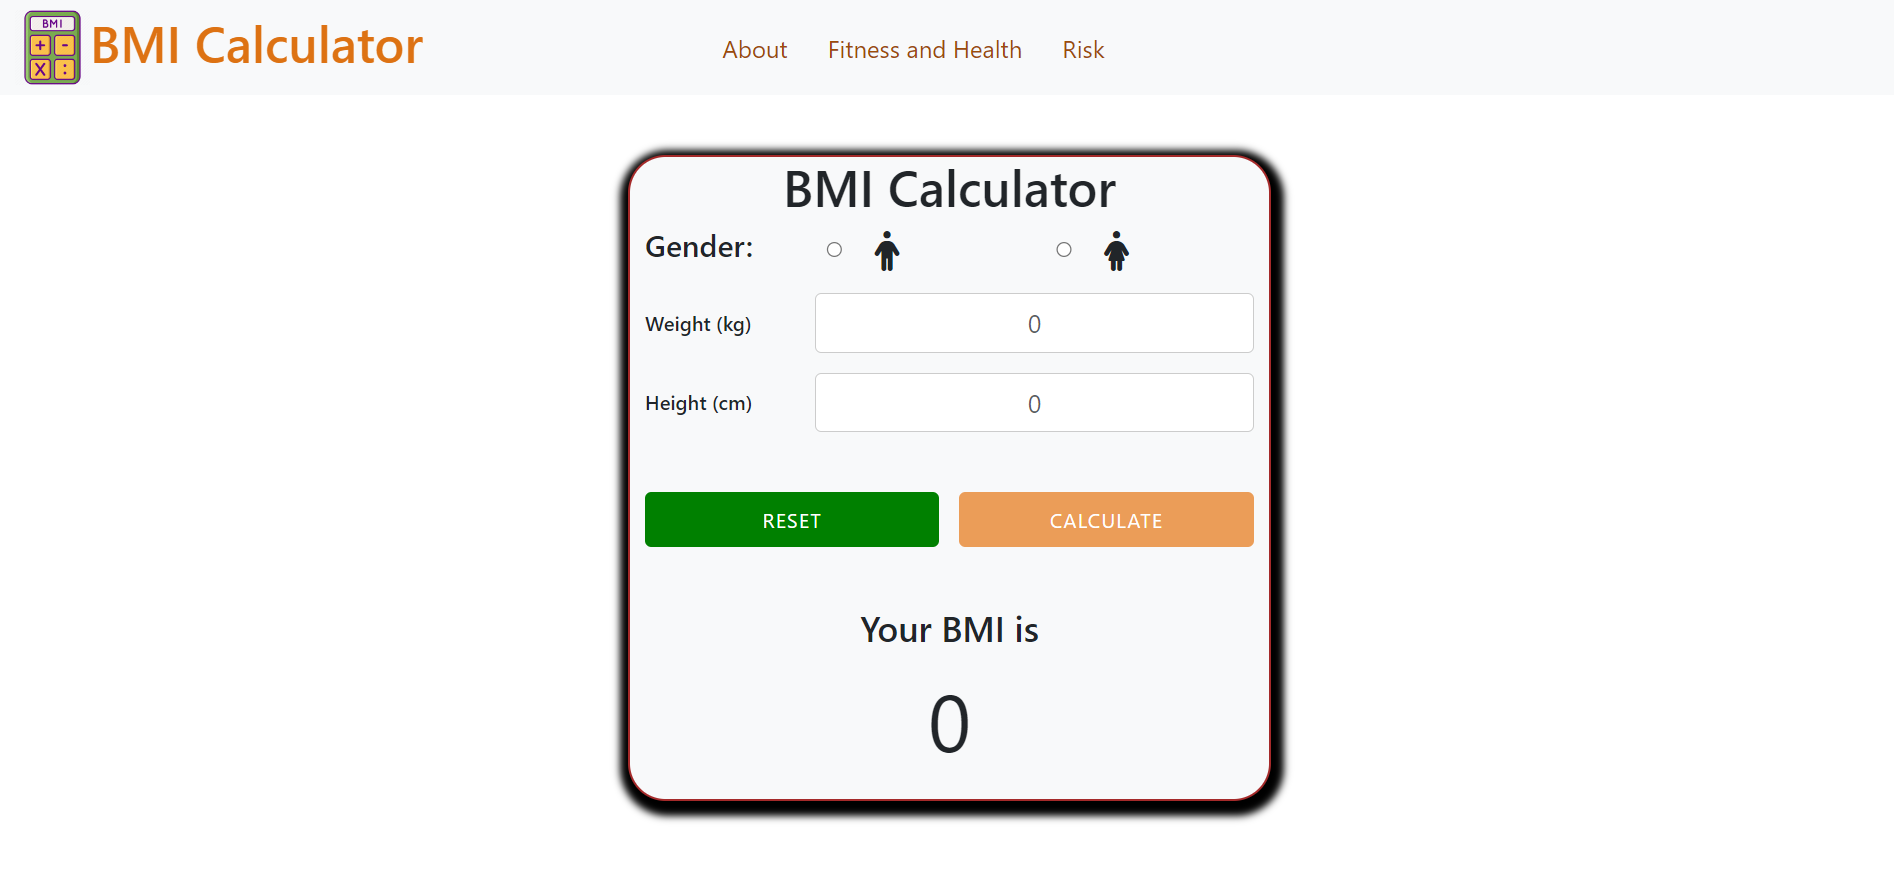 BMI
+ -
X :
BMI Calculator
About Fitness and Health Risk
BMI Calculator
Gender:
Weight (kg) 0
Height (cm) 0
RESET CALCULATE
Your BMI is
0